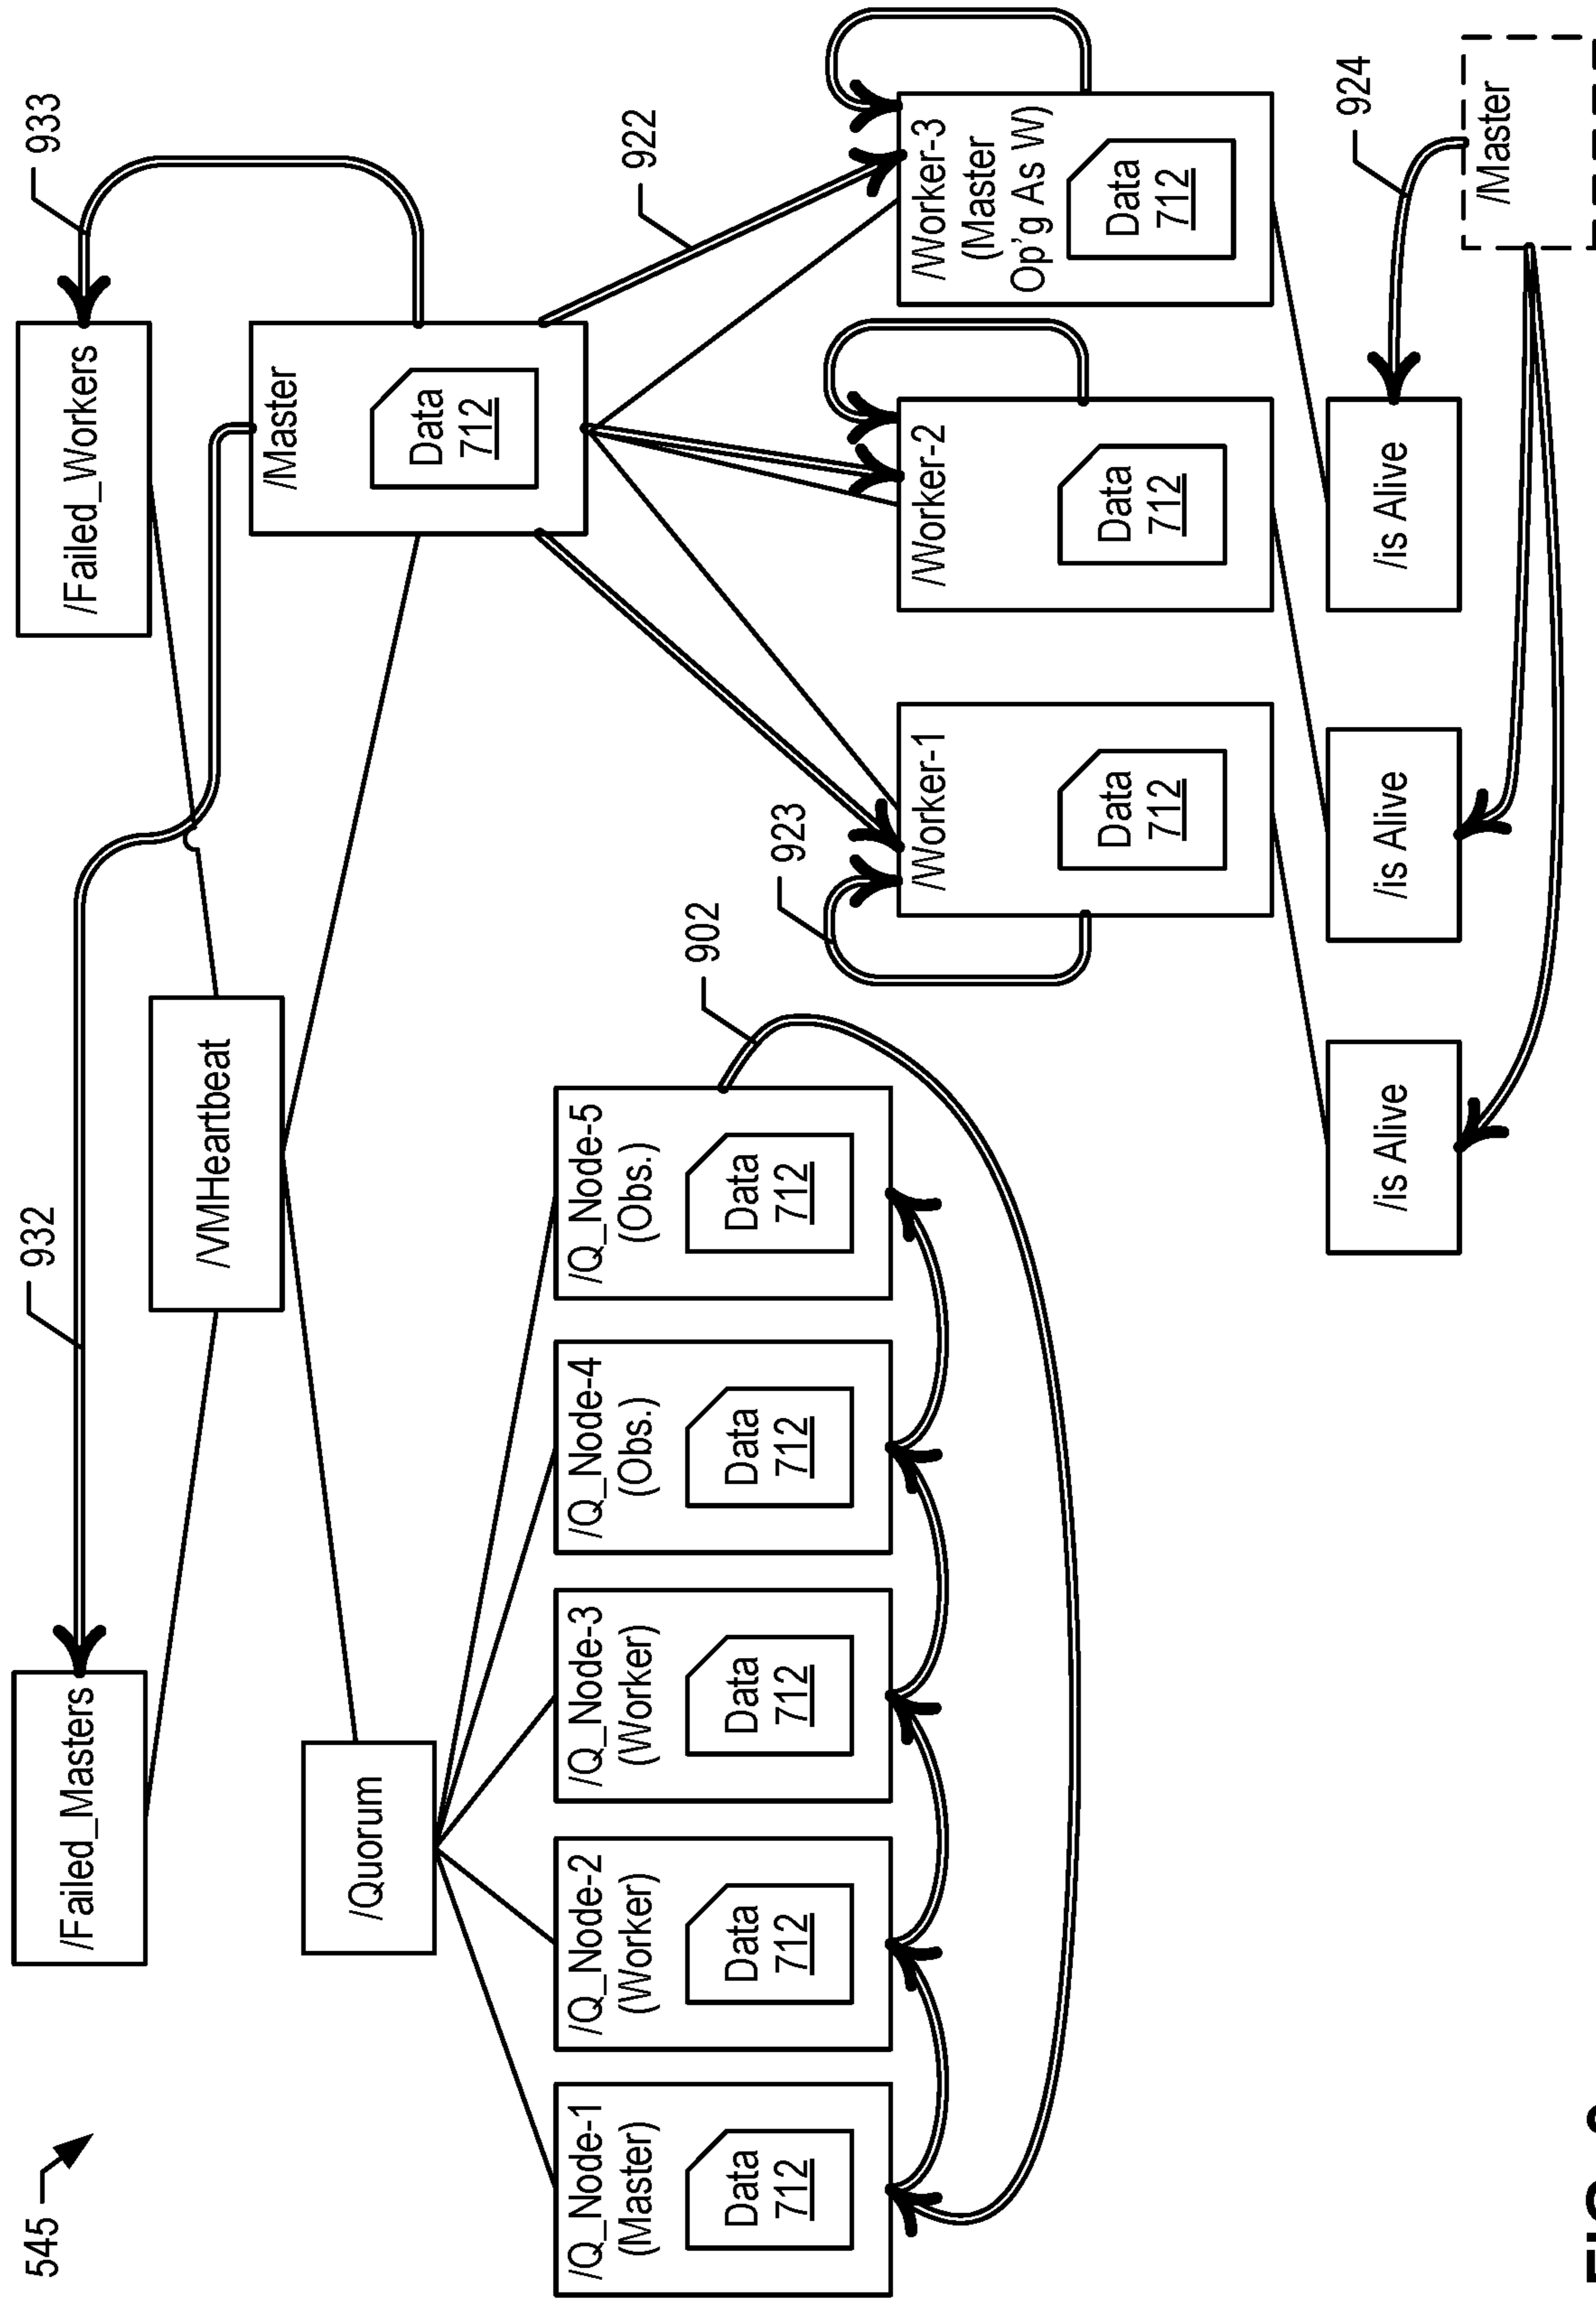 545
932
933
/Failed_Masters
/Failed_Workers
/VMHeartbeat
/Quorum
/Master
Data
712
922
/Q_Node-1
(Master)
Data
712
/Q_Node-2
(Worker)
Data
712
/Q_Node-3
(Worker)
Data
712
/Q_Node-4
(Obs.)
Data
712
/Q_Node-5
(Obs.)
Data
712
902
923
/Worker-1
Data
712
/Worker-2
Data
712
/Worker-3
(Master
Op'g As W)
Data
712
/is Alive
/is Alive
/is Alive
924
/Master